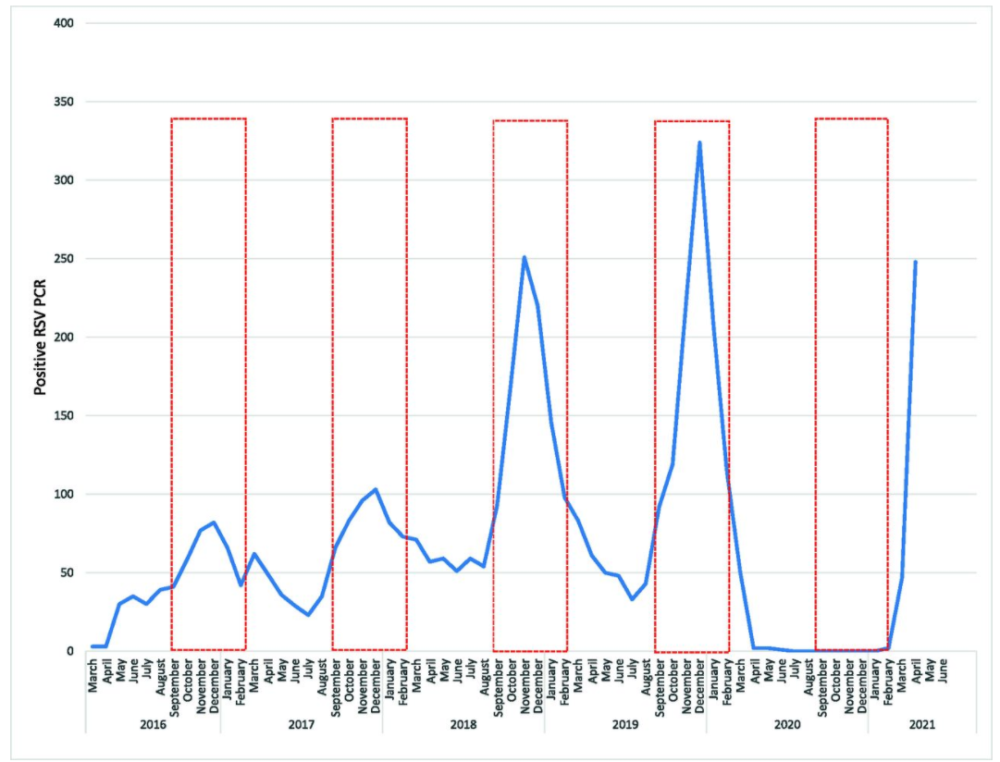 400
350
300
250
200
150
100
50
0
Positive RSV PCR
March
April
May
June
July
August
September
October
November
December
January
February
March
April
May
June
July
August
September
October
November
December
January
February
March
April
May
June
July
August
September
October
November
December
January
February
March
April
May
June
July
August
September
October
November
December
January
February
March
April
May
June
July
August
September
October
November
December
January
February
March
April
May
June
2016
2017
2018
2019
2020
2021